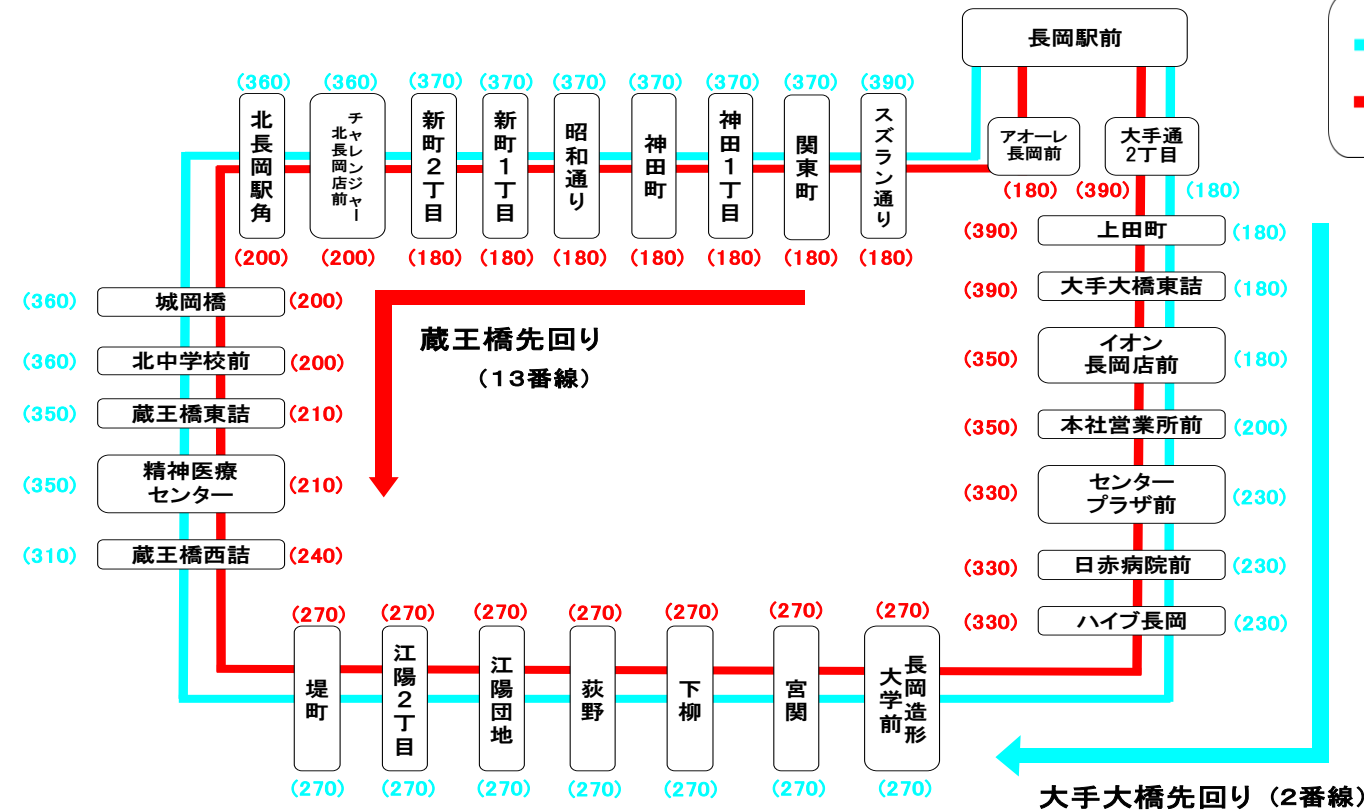 長岡駅前
(360)
(360)
(370)
(370)
(370)
(370)
(370)
(370)
(390)
北長岡駅角
チャレンジャー
北長岡店前
新町2丁目
新町1丁目
昭和通り
神田町
神田1丁目
関東町
スズラン通り
アオーレ
長岡前
大手通
2丁目
(200)
(200)
(180)
(180)
(180)
(180)
(180)
(180)
(180)
(180)
(390)
(180)
(390)
上田町
(180)
(390)
大手大橋東詰
(180)
(350)
イオン
長岡店前
(180)
(350)
本社営業所前
(200)
(330)
センター
プラザ前
(230)
(330)
日赤病院前
(230)
(330)
ハイブ長岡
(230)
(360)
城岡橋
(200)
(360)
北中学校前
(200)
(350)
蔵王橋東詰
(210)
(350)
精神医療
センター
(210)
(310)
蔵王橋西詰
(240)
蔵王橋先回り
(13番線)
(270)
(270)
(270)
(270)
(270)
(270)
(270)
堤町
江陽2丁目
江陽団地
荻野
下柳
宮関
長岡造形
大学前
(270)
(270)
(270)
(270)
(270)
(270)
(270)
大手大橋先回り(2番線)